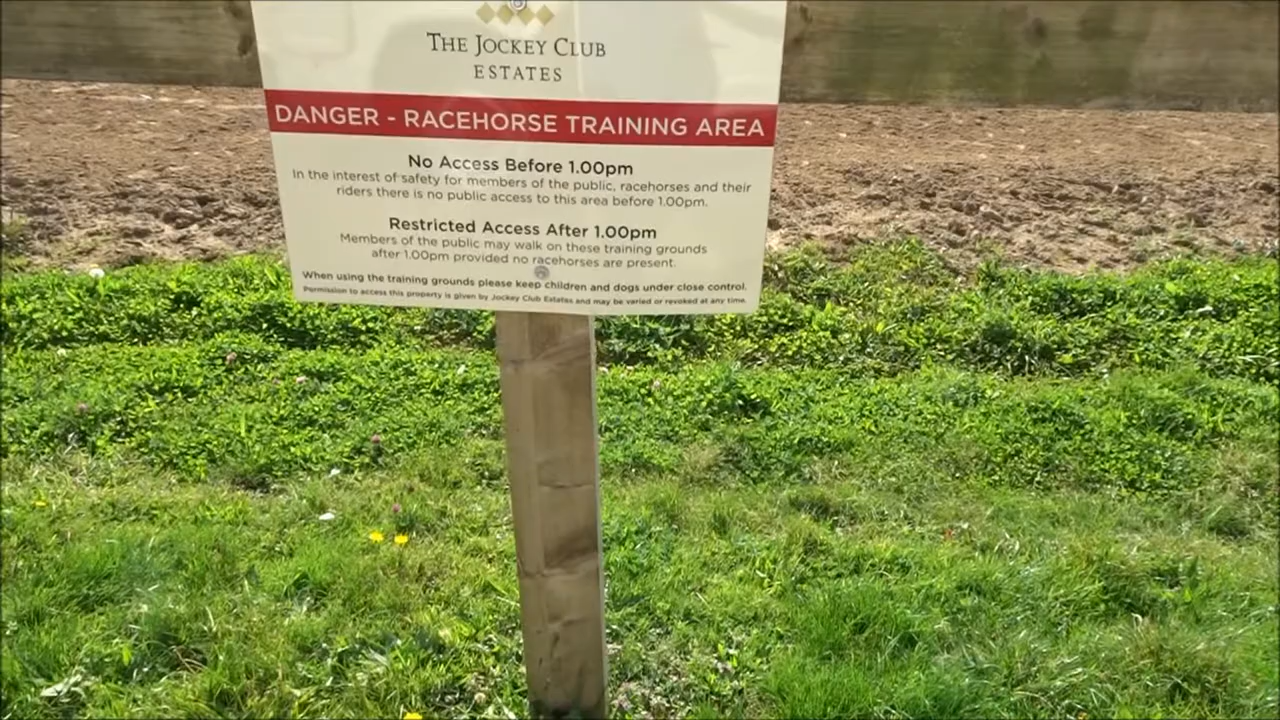 THE JOCKEY CLUB
ESTATES
DANGER - RACEHORSE TRAINING AREA
No Access Before 1.00pm
In the interest of safety for members of the public, racehorses and their
riders there is no public access to this area before 1.00pm.
Restricted Access After 1.00pm
Members of the public may walk on these training grounds
after 1.00pm provided no racehorses are present.
When using the training grounds please keep children and dogs under close control.
Permission to access this property is given by Jockey Club Estates and may be varied or revoked at any time.